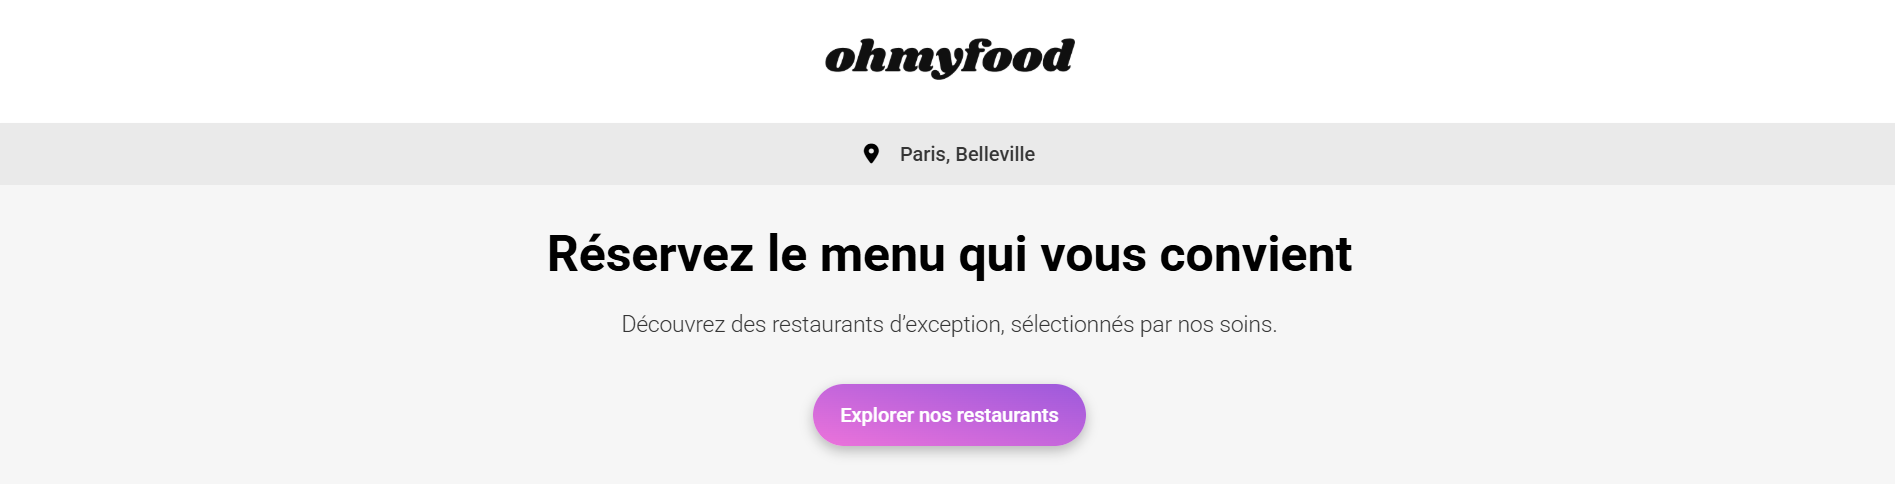 ohmyfood
Paris, Belleville
Réservez le menu qui vous convient
Découvrez des restaurants d’exception, sélectionnés par nos soins.
Explorer nos restaurants